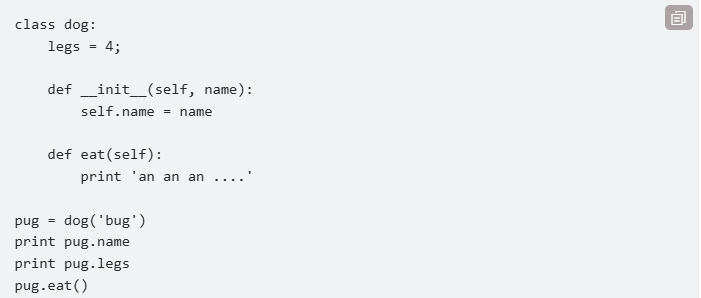 class dog:
    legs = 4;
    def __init__(self, name):
        self.name = name
    def eat(self):
        print 'an an an ....'
pug = dog('bug')
print pug.name
print pug.legs
pug.eat()